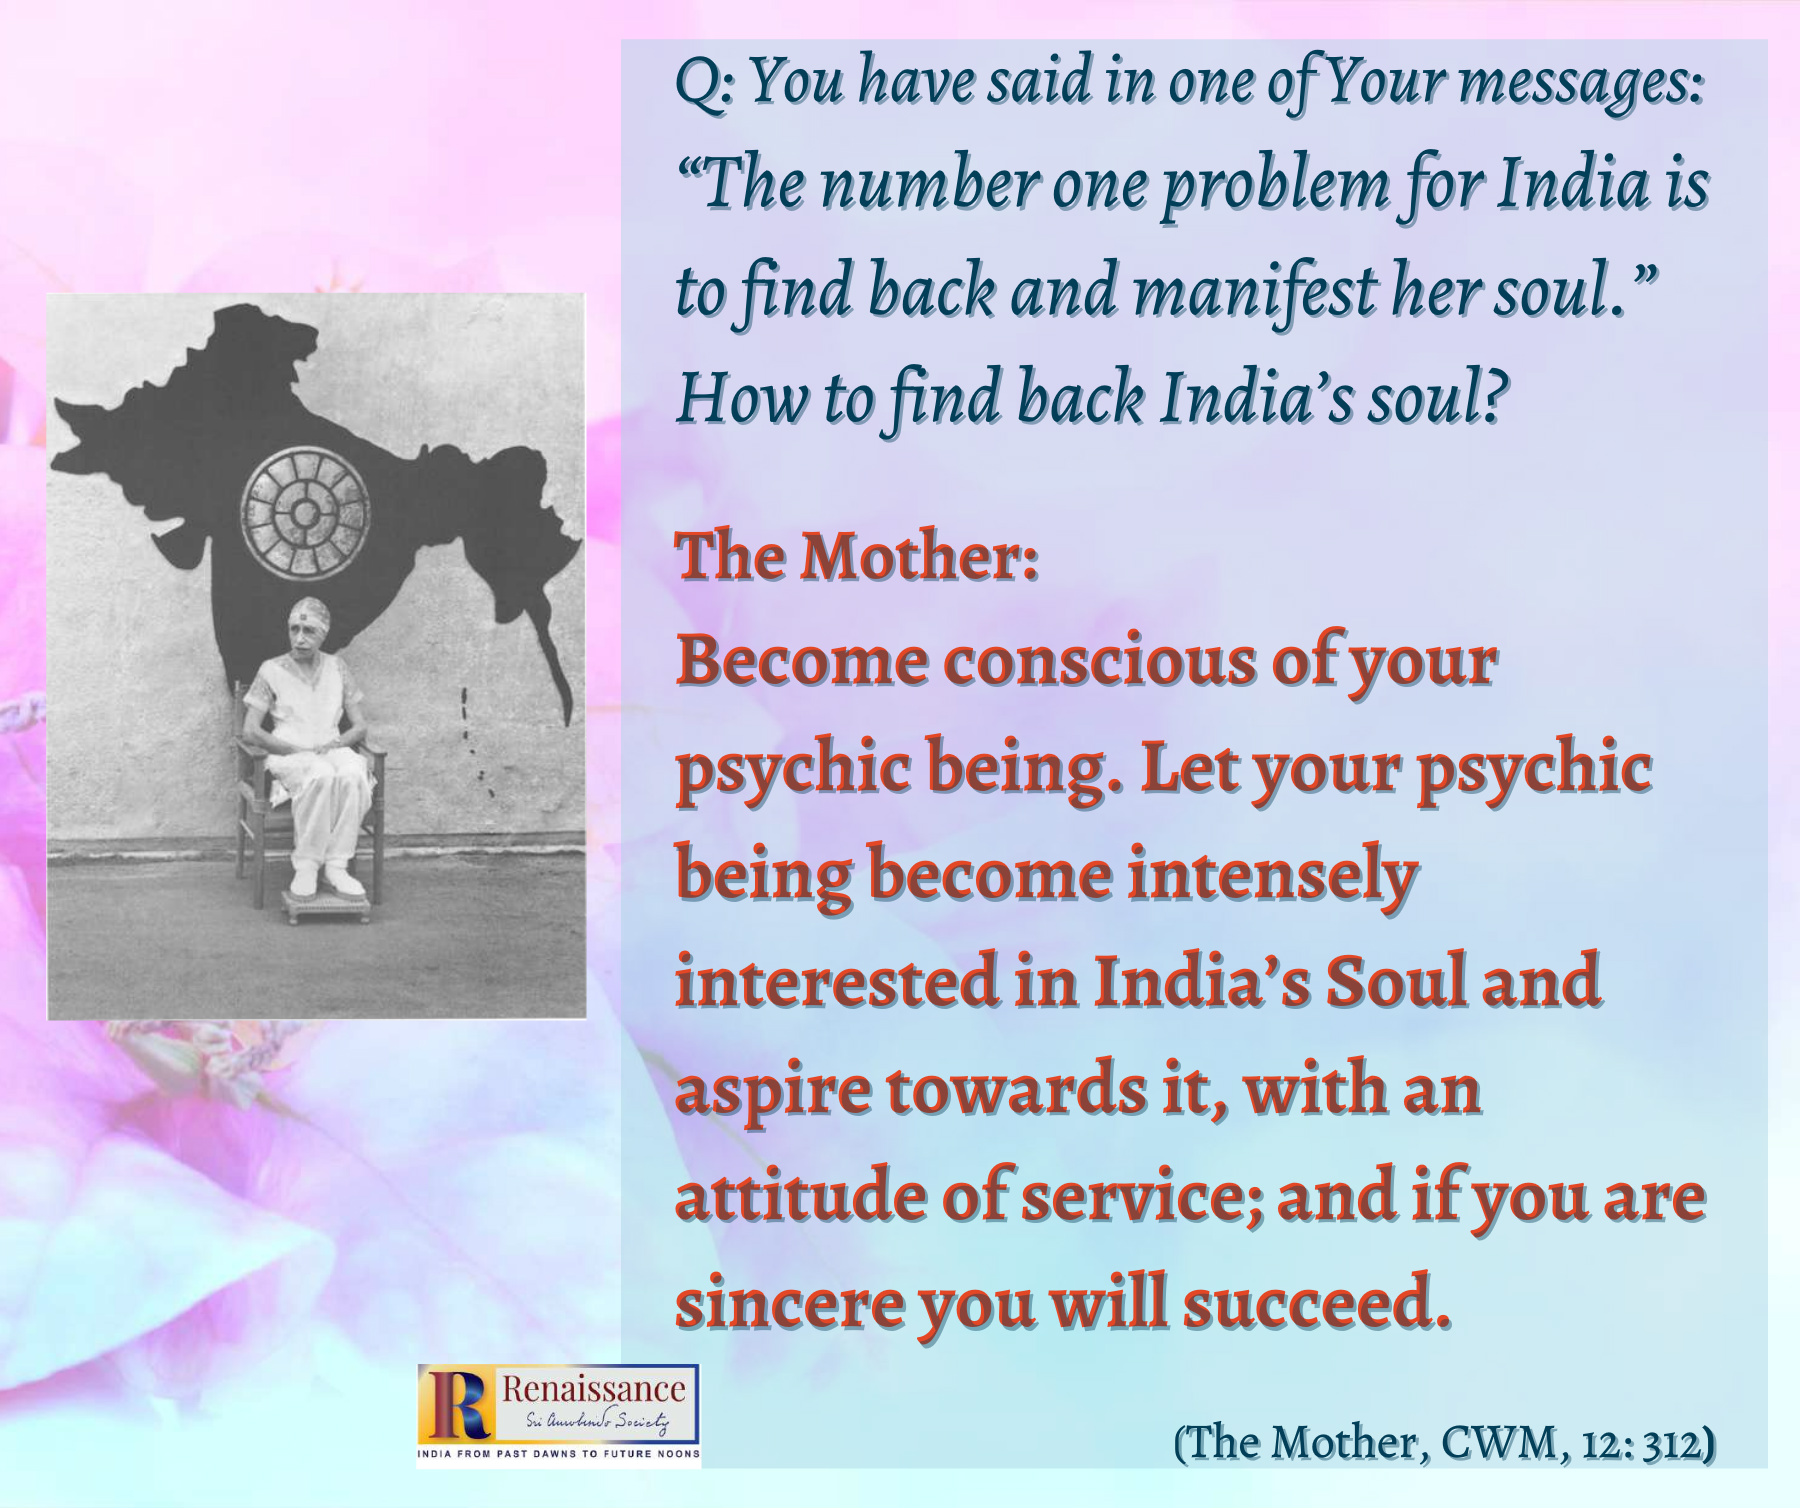 Q: You have said in one of Your messages:
“The number one problem for India is
to find back and manifest her soul.”
How to find back India’s soul?
The Mother:
Become conscious of your
psychic being. Let your psychic
being become intensely
interested in India’s Soul and
aspire towards it, with an
attitude of service; and if you are
sincere you will succeed.
(The Mother, CWM, 12: 312)
R Renaissance
Sri Aurobindo Society
INDIA FROM PAST DAWNS TO FUTURE NOONS